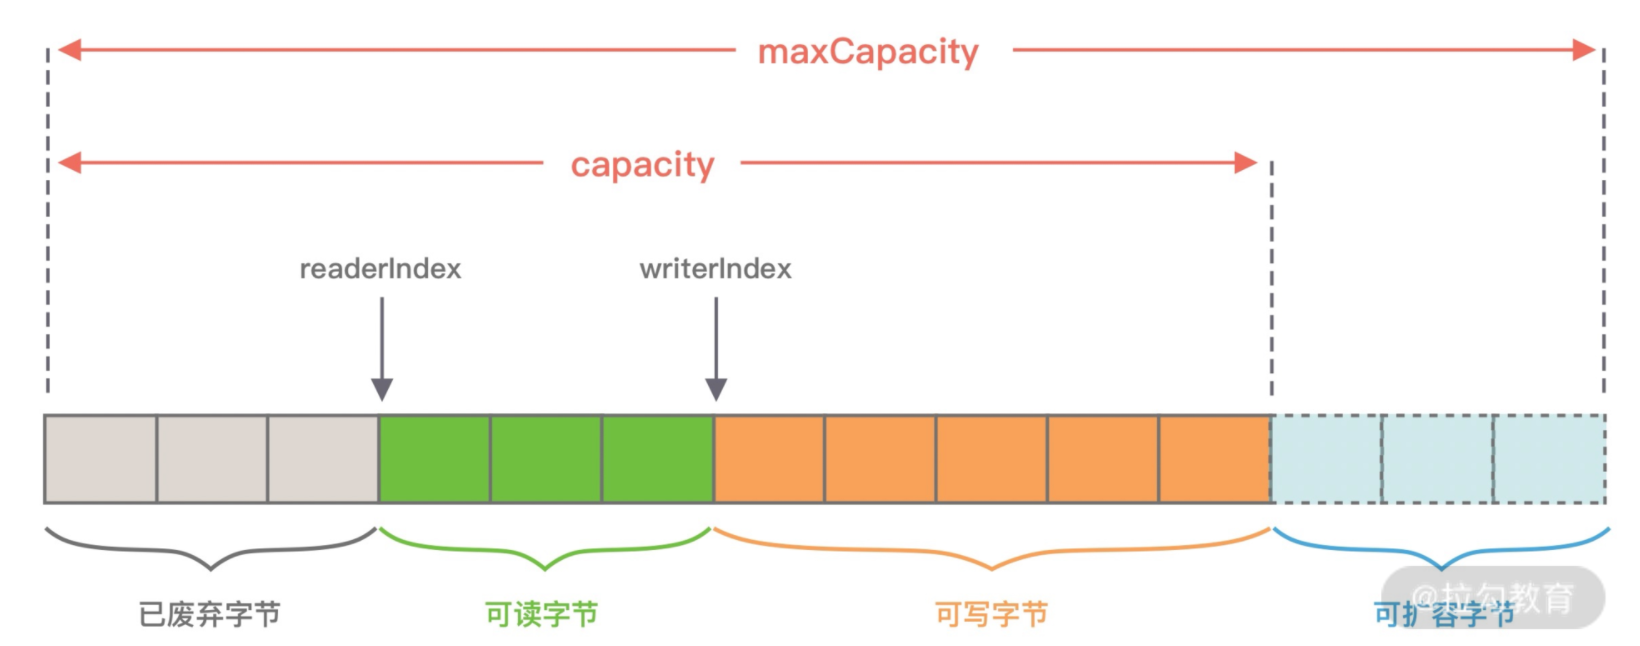 maxCapacity
capacity
readerIndex
writerIndex
已废弃字节
可读字节
可写字节
可扩容字节
@拉勾教育